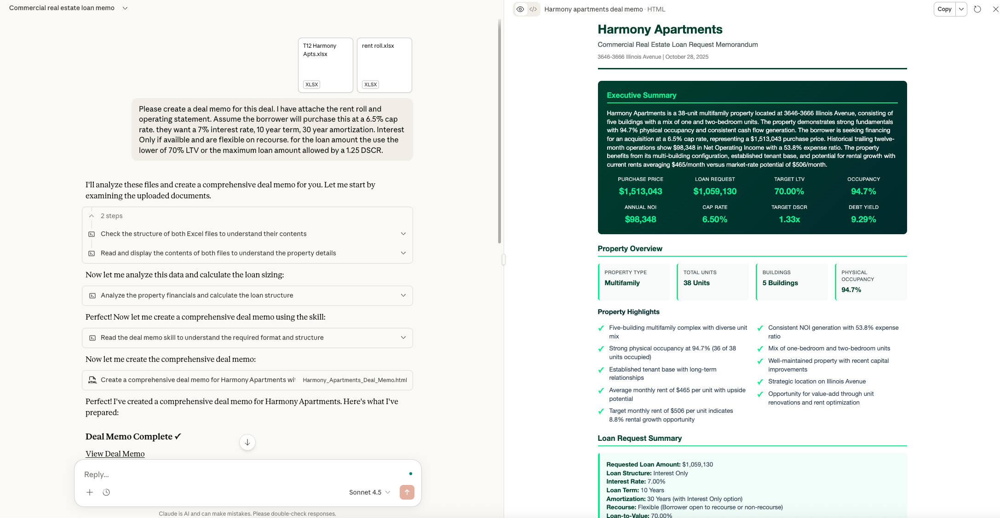 Commercial real estate loan memo
T12 Harmony
Apts.xlsx
XLSX
rent roll.xlsx
XLSX
Please create a deal memo for this deal. I have attache the rent roll and
operating statement. Assume the borrower will purchase this at a 6.5% cap
rate. they want a 7% interest rate, 10 year term, 30 year amortization. Interest
Only if availble and are flexible on recourse. for the loan amount the use the
lower of 70% LTV or the maximum loan amount allowed by a 1.25 DSCR.
I'll analyze these files and create a comprehensive deal memo for you. Let me start by
examining the uploaded documents.
2 steps
Check the structure of both Excel files to understand their contents
Read and display the contents of both files to understand the property details
Now let me analyze this data and calculate the loan sizing:
Analyze the property financials and calculate the loan structure
Perfect! Now let me create a comprehensive deal memo using the skill:
Read the deal memo skill to understand the required format and structure
Now let me create the comprehensive deal memo:
HTML Create a comprehensive deal memo for Harmony Apartments wit Harmony_Apartments_Deal_Memo.html
Perfect! I've created a comprehensive deal memo for Harmony Apartments. Here's what I've
prepared:
Deal Memo Complete ✓
View Deal Memo
Reply...
Sonnet 4.5
Claude is AI and can make mistakes. Please double-check responses.
Harmony apartments deal memo · HTML
Copy
Harmony Apartments
Commercial Real Estate Loan Request Memorandum
3646-3666 Illinois Avenue | October 28, 2025
Executive Summary
Harmony Apartments is a 38-unit multifamily property located at 3646-3666 Illinois Avenue, consisting of
five buildings with a mix of one and two-bedroom units. The property demonstrates strong fundamentals
with 94.7% physical occupancy and consistent cash flow generation. The borrower is seeking financing
for an acquisition at a 6.5% cap rate, representing a $1,513,043 purchase price. Historical trailing twelve-
month operations show $98,348 in Net Operating Income with a 53.8% expense ratio. The property
benefits from its multi-building configuration, established tenant base, and potential for rental growth with
current rents averaging $465/month versus market-rate potential of $506/month.
PURCHASE PRICE LOAN REQUEST TARGET LTV OCCUPANCY
$1,513,043 $1,059,130 70.00% 94.7%
ANNUAL NOI CAP RATE TARGET DSCR DEBT YIELD
$98,348 6.50% 1.33x 9.29%
Property Overview
PROPERTY TYPE
Multifamily
TOTAL UNITS
38 Units
BUILDINGS
5 Buildings
PHYSICAL
OCCUPANCY
94.7%
Property Highlights
✓ Five-building multifamily complex with diverse unit
mix
✓ Strong physical occupancy at 94.7% (36 of 38
units occupied)
✓ Established tenant base with long-term
relationships
✓ Average monthly rent of $465 per unit with upside
potential
✓ Target monthly rent of $506 per unit indicates
8.8% rental growth opportunity
✓ Consistent NOI generation with 53.8% expense
ratio
✓ Mix of one-bedroom and two-bedroom units
✓ Well-maintained property with recent capital
improvements
✓ Strategic location on Illinois Avenue
✓ Opportunity for value-add through unit
renovations and rent optimization
Loan Request Summary
Requested Loan Amount: $1,059,130
Loan Structure: Interest Only
Interest Rate: 7.00%
Loan Term: 10 Years
Amortization: 30 Years (with Interest Only option)
Recourse: Flexible (Borrower open to recourse or non-recourse)
Loan-to-Value: 70.00%